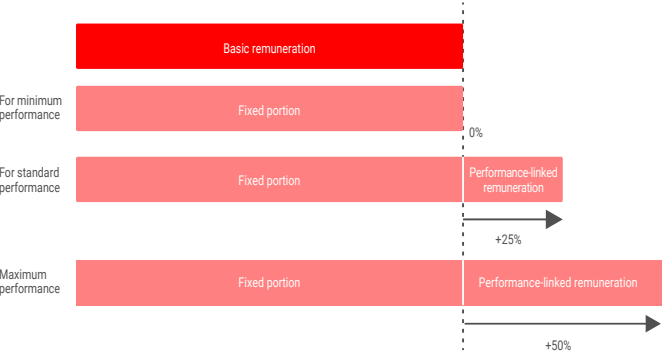 Basic remuneration
For minimum
performance
Fixed portion
0%
For standard
performance
Fixed portion
Performance-linked
remuneration
+25%
Maximum
performance
Fixed portion
Performance-linked remuneration
+50%